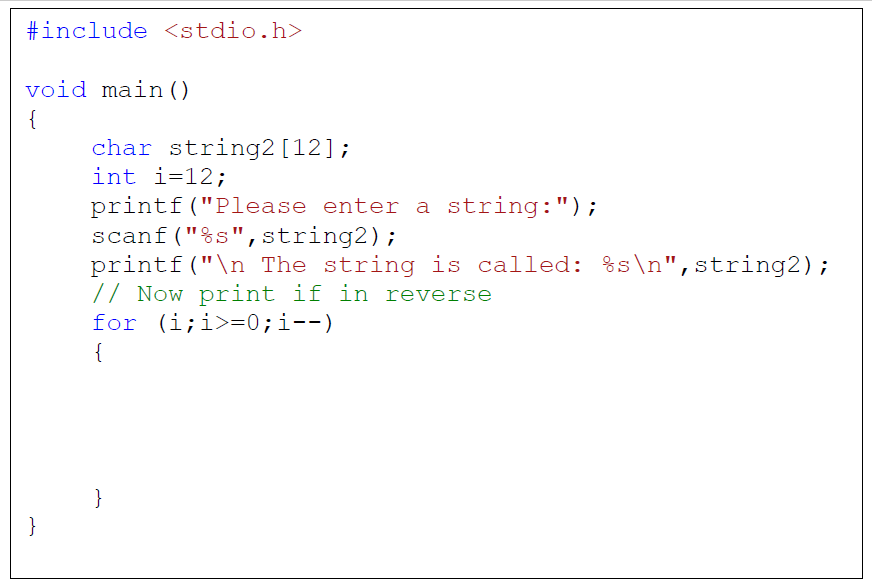 #include <stdio.h>
void main()
{
char string2[12];
int i=12;
printf("Please enter a string:");
scanf("%s",string2);
printf("\n The string is called: %s\n",string2);
// Now print if in reverse
for (i;i>=0;i--)
{
}
}